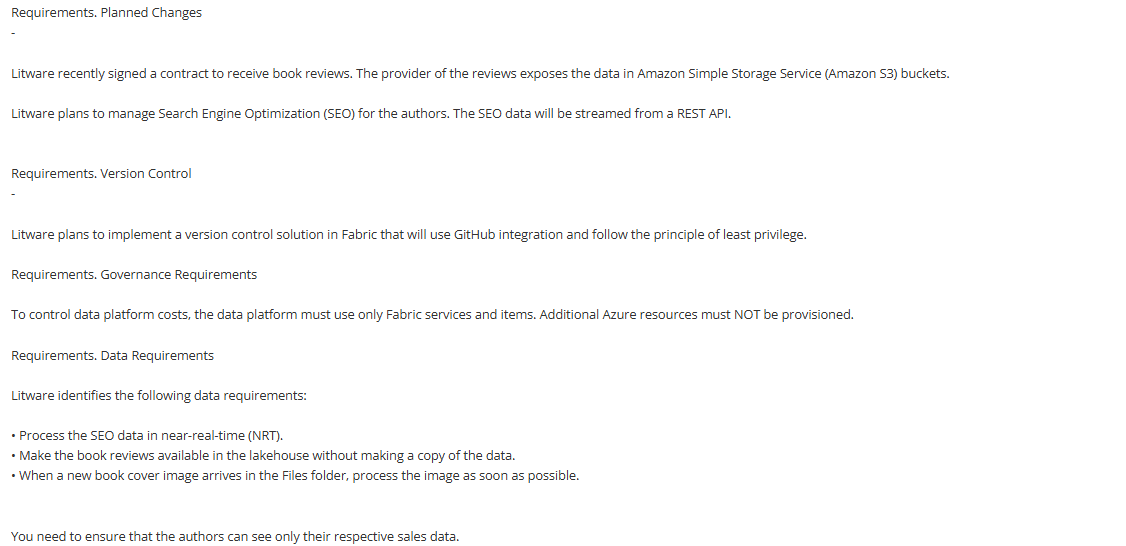 Requirements. Planned Changes
-
Litware recently signed a contract to receive book reviews. The provider of the reviews exposes the data in Amazon Simple Storage Service (Amazon S3) buckets.
Litware plans to manage Search Engine Optimization (SEO) for the authors. The SEO data will be streamed from a REST API.
Requirements. Version Control
-
Litware plans to implement a version control solution in Fabric that will use GitHub integration and follow the principle of least privilege.
Requirements. Governance Requirements
To control data platform costs, the data platform must use only Fabric services and items. Additional Azure resources must NOT be provisioned.
Requirements. Data Requirements
Litware identifies the following data requirements:
• Process the SEO data in near-real-time (NRT).
• Make the book reviews available in the lakehouse without making a copy of the data.
• When a new book cover image arrives in the Files folder, process the image as soon as possible.
You need to ensure that the authors can see only their respective sales data.